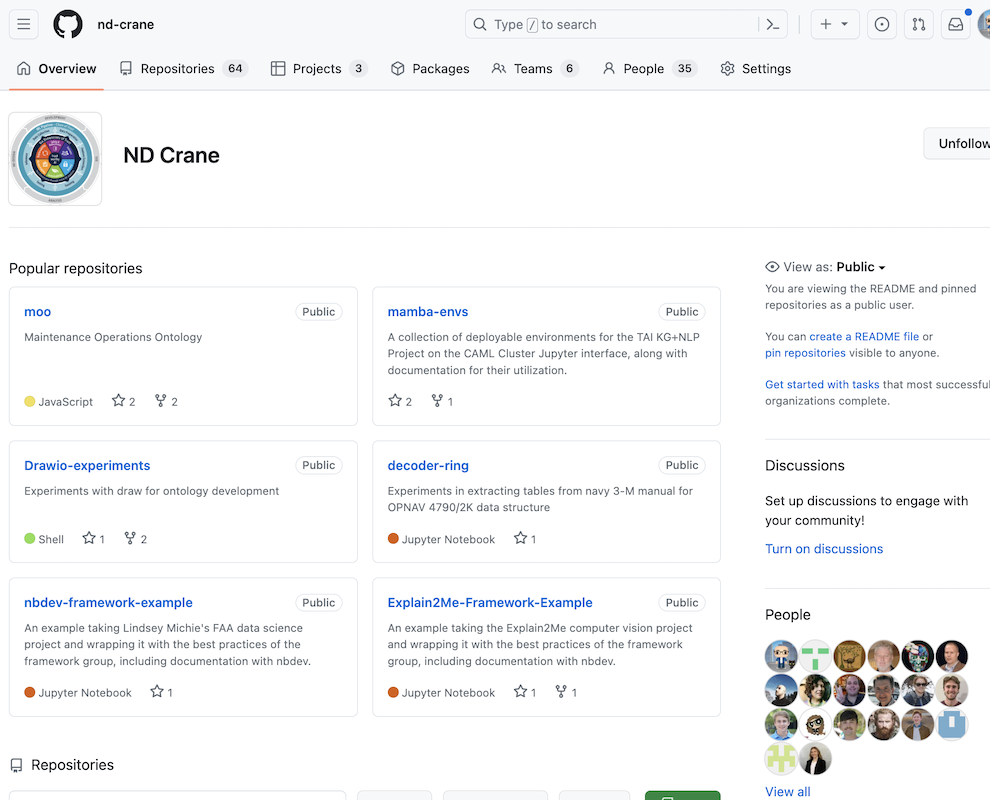 nd-crane
Type / to search
Overview
Repositories 64
Projects 3
Packages
Teams 6
People 35
Settings
ND Crane
Unfollow
Popular repositories
moo Public
Maintenance Operations Ontology
JavaScript 2 2
mamba-envs Public
A collection of deployable environments for the TAI KG+NLP
Project on the CAML Cluster Jupyter interface, along with
documentation for their utilization.
2 1
Drawio-experiments Public
Experiments with draw for ontology development
Shell 1 2
decoder-ring Public
Experiments in extracting tables from navy 3-M manual for
OPNAV 4790/2K data structure
Jupyter Notebook 1
nbdev-framework-example Public
An example taking Lindsey Michie's FAA data science
project and wrapping it with the best practices of the
framework group, including documentation with nbdev.
Jupyter Notebook 1
Explain2Me-Framework-Example Public
An example taking the Explain2Me computer vision project
and wrapping it with the best practices of the framework
group, including documentation with nbdev.
Jupyter Notebook 1 1
Repositories
View as: Public
You are viewing the README and pinned
repositories as a public user.
You can create a README file or
pin repositories visible to anyone.
Get started with tasks that most successful
organizations complete.
Discussions
Set up discussions to engage with
your community!
Turn on discussions
People
View all